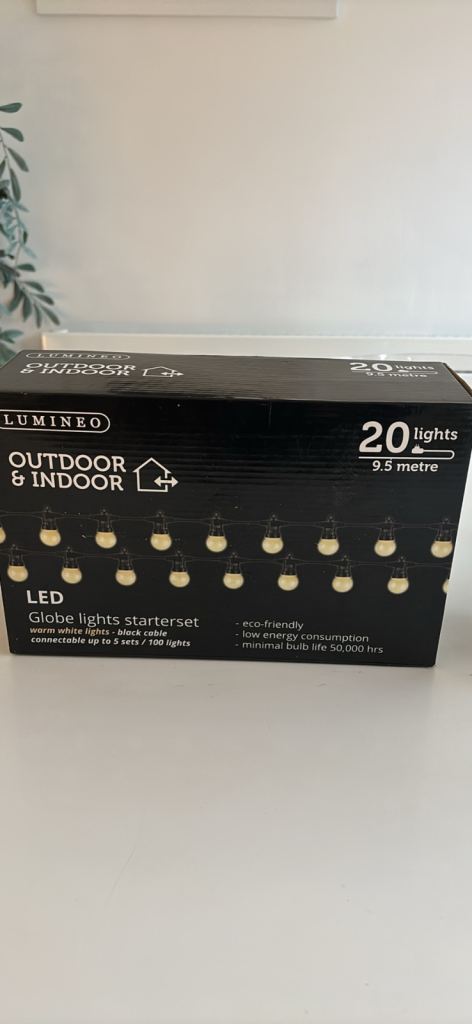 LUMINEO
OUTDOOR
& INDOOR
20 lights
9.5 metre
LUMINEO
OUTDOOR
& INDOOR
20 lights
9.5 metre
LED
Globe lights starterset
warm white lights - black cable
connectable up to 5 sets / 100 lights
- eco-friendly
- low energy consumption
- minimal bulb life 50,000 hrs